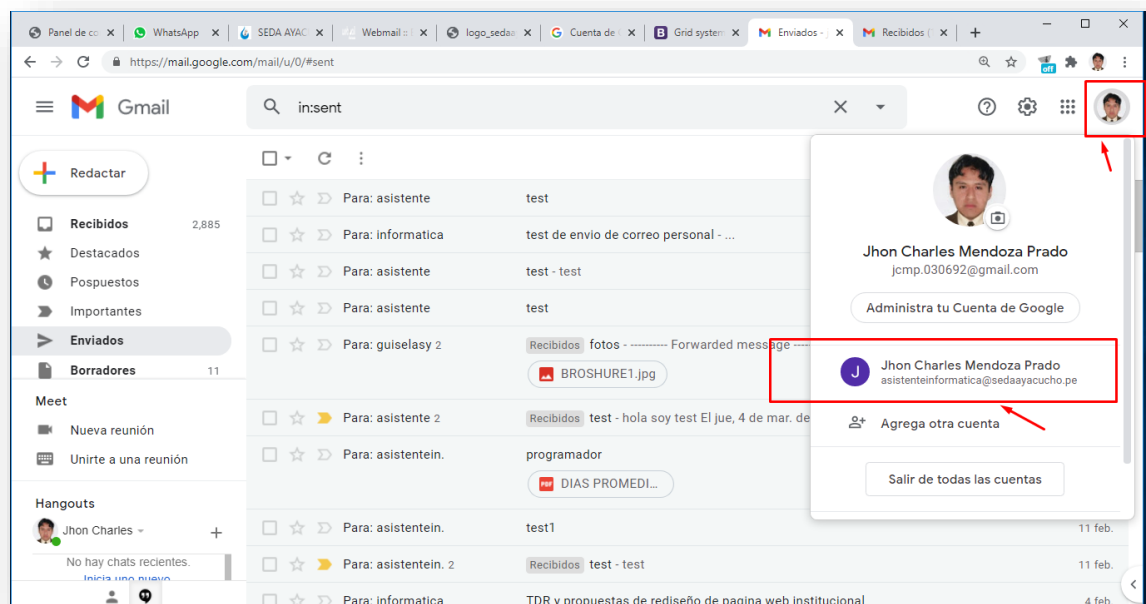 Panel de co WhatsApp SEDA AYAC Webmail :: logo_sedaa Cuenta de Grid system Enviados - Recibidos (
https://mail.google.com/mail/u/0/#sent
off
Gmail
in:sent
Redactar
Recibidos 2,885
Destacados
Pospuestos
Importantes
Enviados
Borradores 11
Meet
Nueva reunión
Unirte a una reunión
Hangouts
Jhon Charles
No hay chats recientes.
Inicia uno nuevo
Para: asistente test
Para: informatica test de envio de correo personal - ...
Para: asistente test - test
Para: asistente test
Para: guiselasy 2 Recibidos fotos - ---------- Forwarded message ----
BROSHURE1.jpg
Para: asistente 2 Recibidos test - hola soy test El jue, 4 de mar. de
Para: asistentein. programador
PDF DIAS PROMEDI...
Para: asistentein. test1 11 feb.
Para: asistentein. 2 Recibidos test - test 11 feb.
Para: informatica TDR y propuestas de rediseño de pagina web institucional 4 feb.
Jhon Charles Mendoza Prado
jcmp.030692@gmail.com
Administra tu Cuenta de Google
J
Jhon Charles Mendoza Prado
asistenteinformatica@sedaayacucho.pe
Agrega otra cuenta
Salir de todas las cuentas